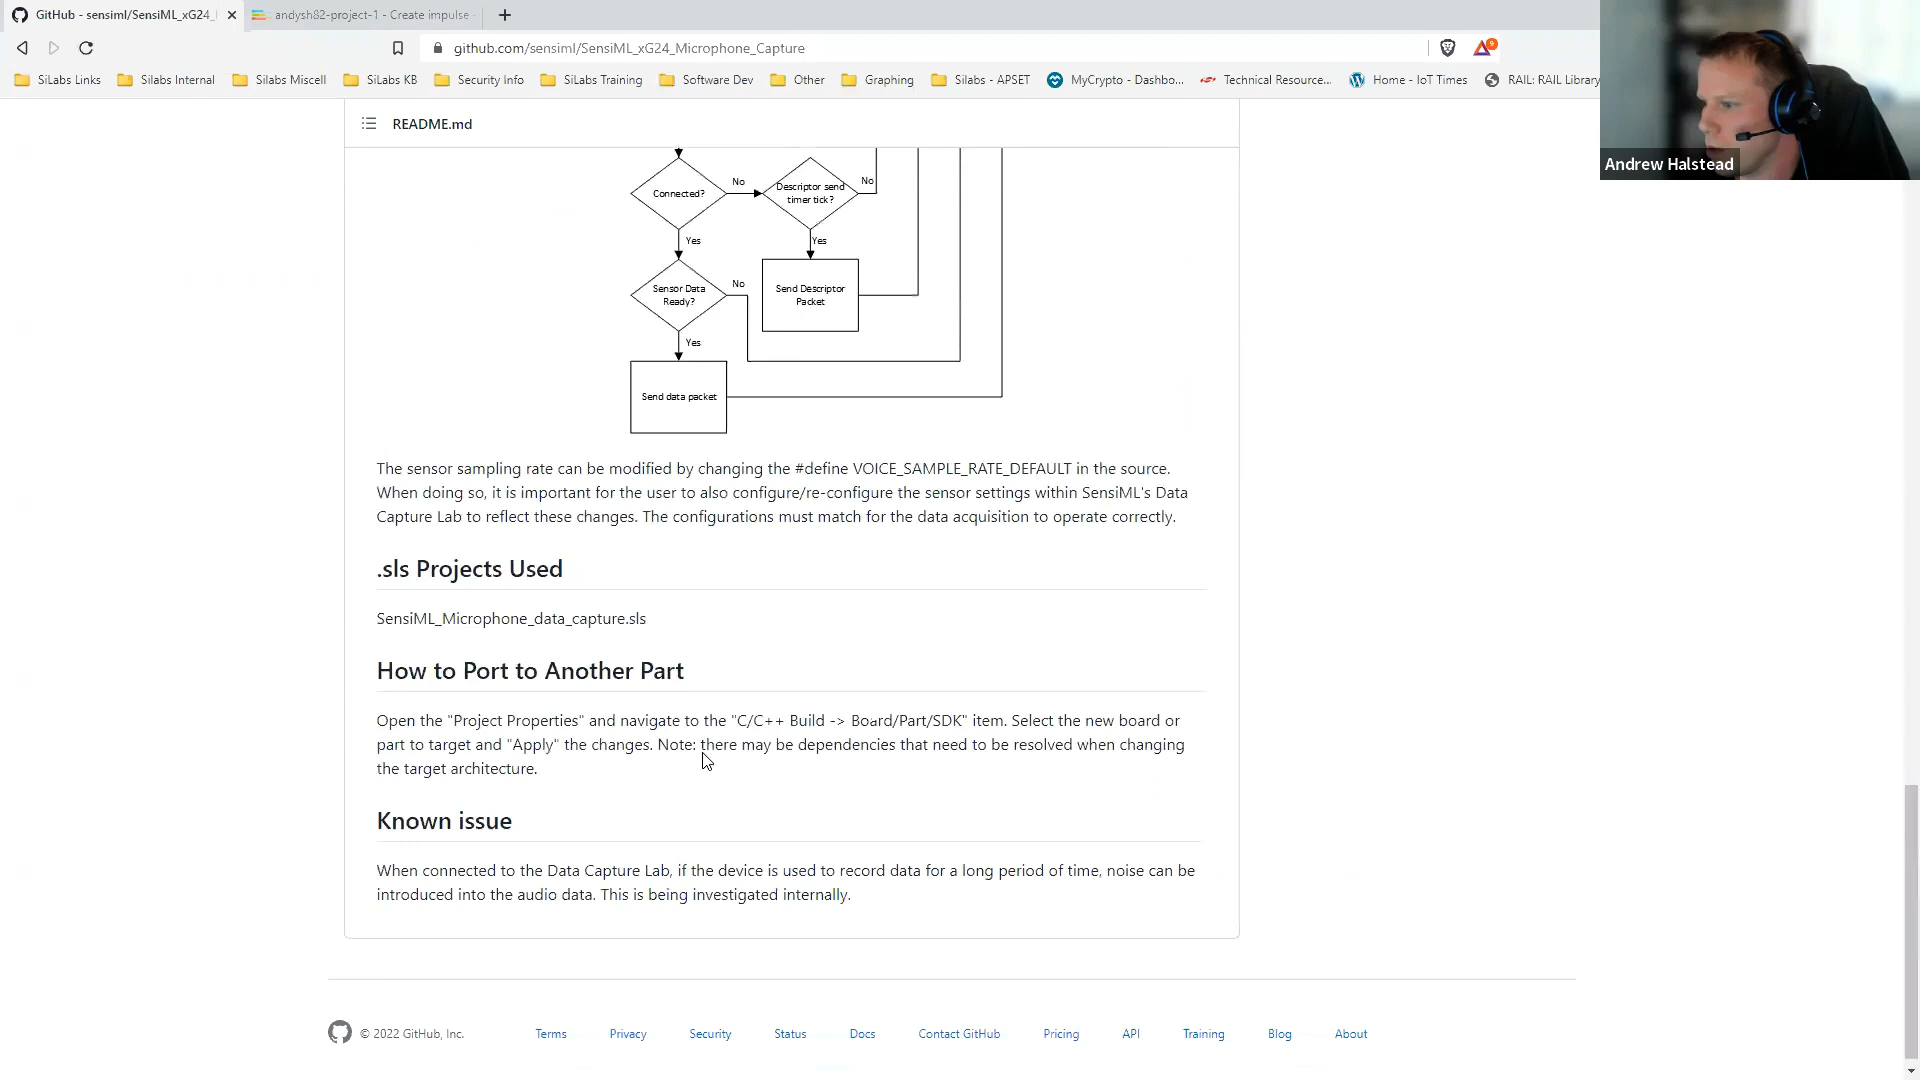 GitHub - sensiml/SensiML_xG24_
andysh82-project-1 - Create impulse -
github.com/sensiml/SensiML_xG24_Microphone_Capture
9
SiLabs Links
Silabs Internal
Silabs Miscell
SiLabs KB
Security Info
SiLabs Training
Software Dev
Other
Graphing
Silabs - APSET
MyCrypto - Dashbo...
Technical Resource...
Home - IoT Times
RAIL: RAIL Library
Andrew Halstead
README.md
Connected?
No
Descriptor send
timer tick?
No
Yes
Yes
Sensor Data
Ready?
No
Send Descriptor
Packet
Yes
Send data packet
The sensor sampling rate can be modified by changing the #define VOICE_SAMPLE_RATE_DEFAULT in the source.
When doing so, it is important for the user to also configure/re-configure the sensor settings within SensiML's Data
Capture Lab to reflect these changes. The configurations must match for the data acquisition to operate correctly.
.sls Projects Used
SensiML_Microphone_data_capture.sls
How to Port to Another Part
Open the "Project Properties" and navigate to the "C/C++ Build -> Board/Part/SDK" item. Select the new board or
part to target and "Apply" the changes. Note: there may be dependencies that need to be resolved when changing
the target architecture.
Known issue
When connected to the Data Capture Lab, if the device is used to record data for a long period of time, noise can be
introduced into the audio data. This is being investigated internally.
© 2022 GitHub, Inc.
Terms
Privacy
Security
Status
Docs
Contact GitHub
Pricing
API
Training
Blog
About